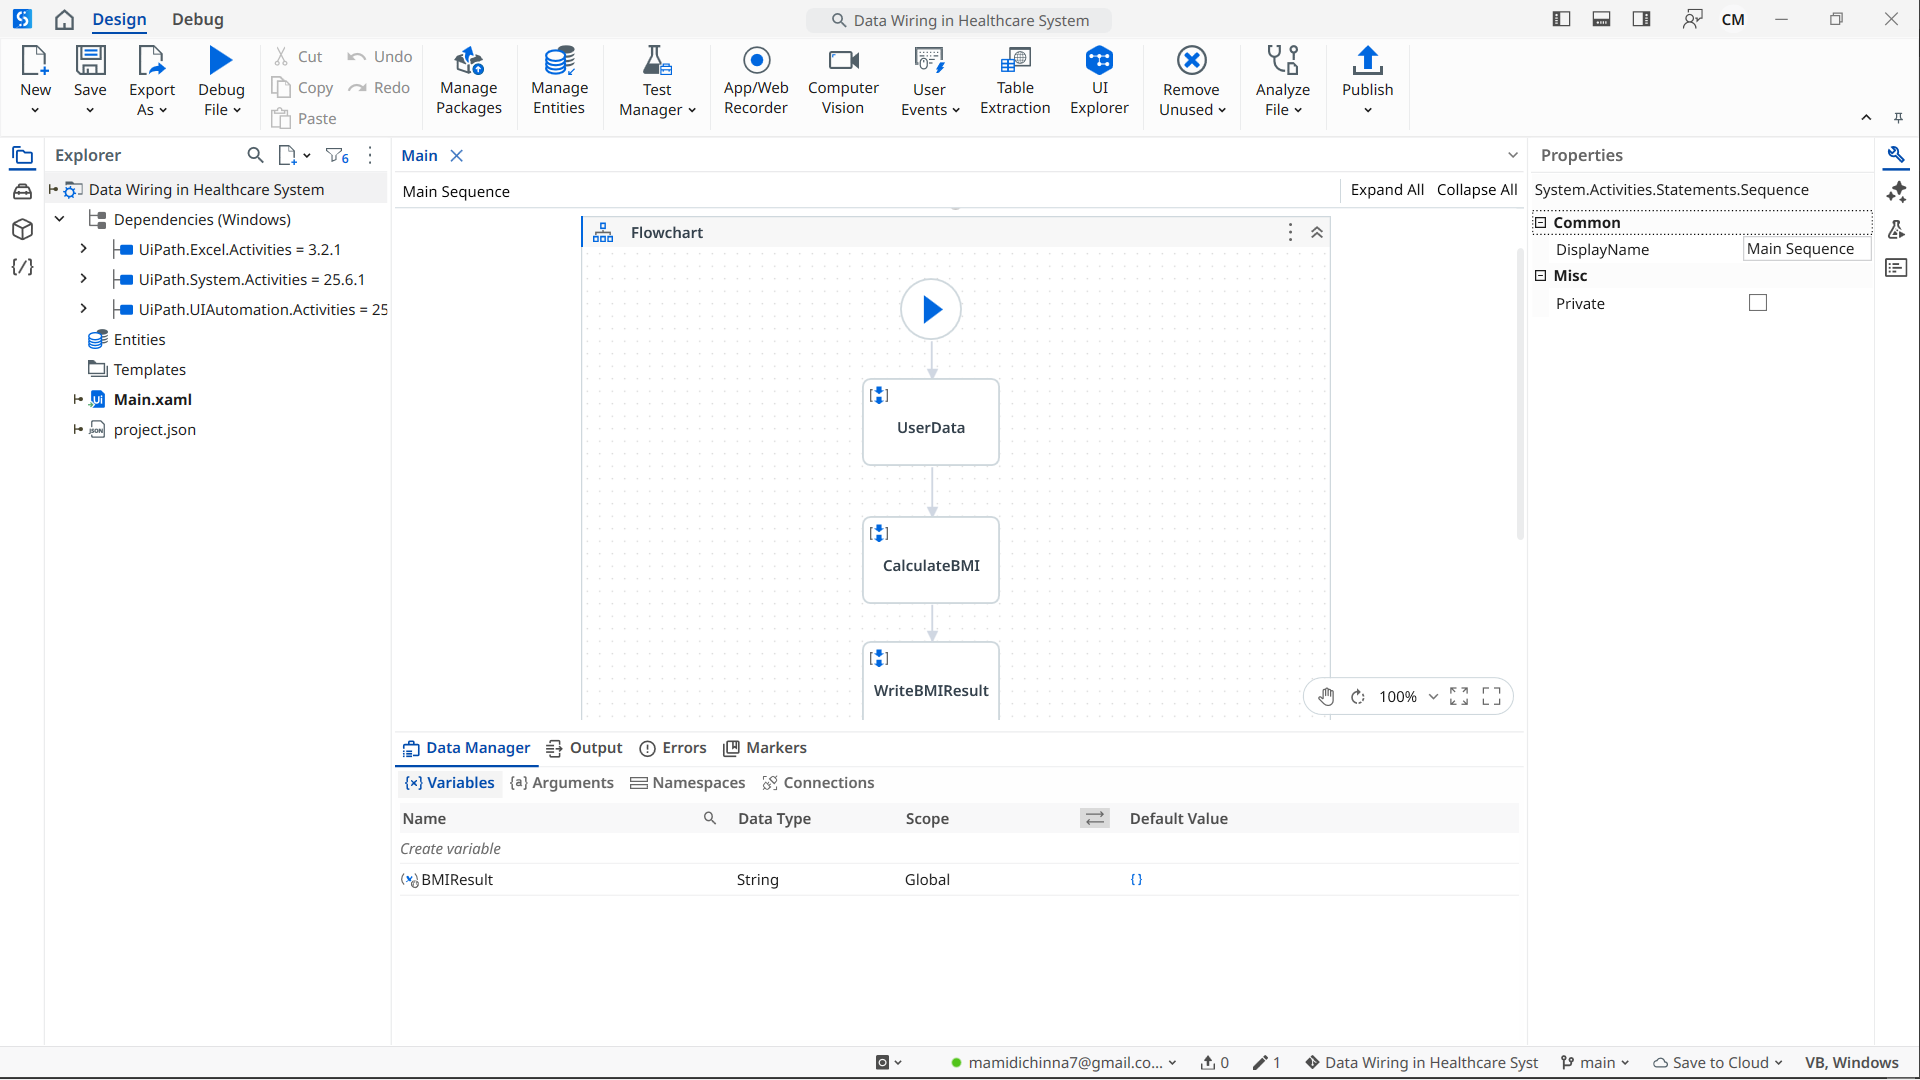 Design
Debug
Data Wiring in Healthcare System
CM
New
Save
Export As
Debug File
Cut
Copy
Paste
Undo
Redo
Manage Packages
Manage Entities
Test Manager
App/Web Recorder
Computer Vision
User Events
Table Extraction
UI Explorer
Remove Unused
Analyze File
Publish
Explorer
6
Data Wiring in Healthcare System
Dependencies (Windows)
UiPath.Excel.Activities = 3.2.1
UiPath.System.Activities = 25.6.1
UiPath.UIAutomation.Activities = 25
Entities
Templates
Main.xaml
project.json
Main
Main Sequence
Expand All
Collapse All
Flowchart
UserData
CalculateBMI
WriteBMIResult
100%
Data Manager
Output
Errors
Markers
Variables
Arguments
Namespaces
Connections
Name
Data Type
Scope
Default Value
Create variable
BMIResult
String
Global
{}
Properties
System.Activities.Statements.Sequence
Common
DisplayName
Main Sequence
Misc
Private
mamidichinna7@gmail.co...
0
1
Data Wiring in Healthcare Syst
main
Save to Cloud
VB, Windows